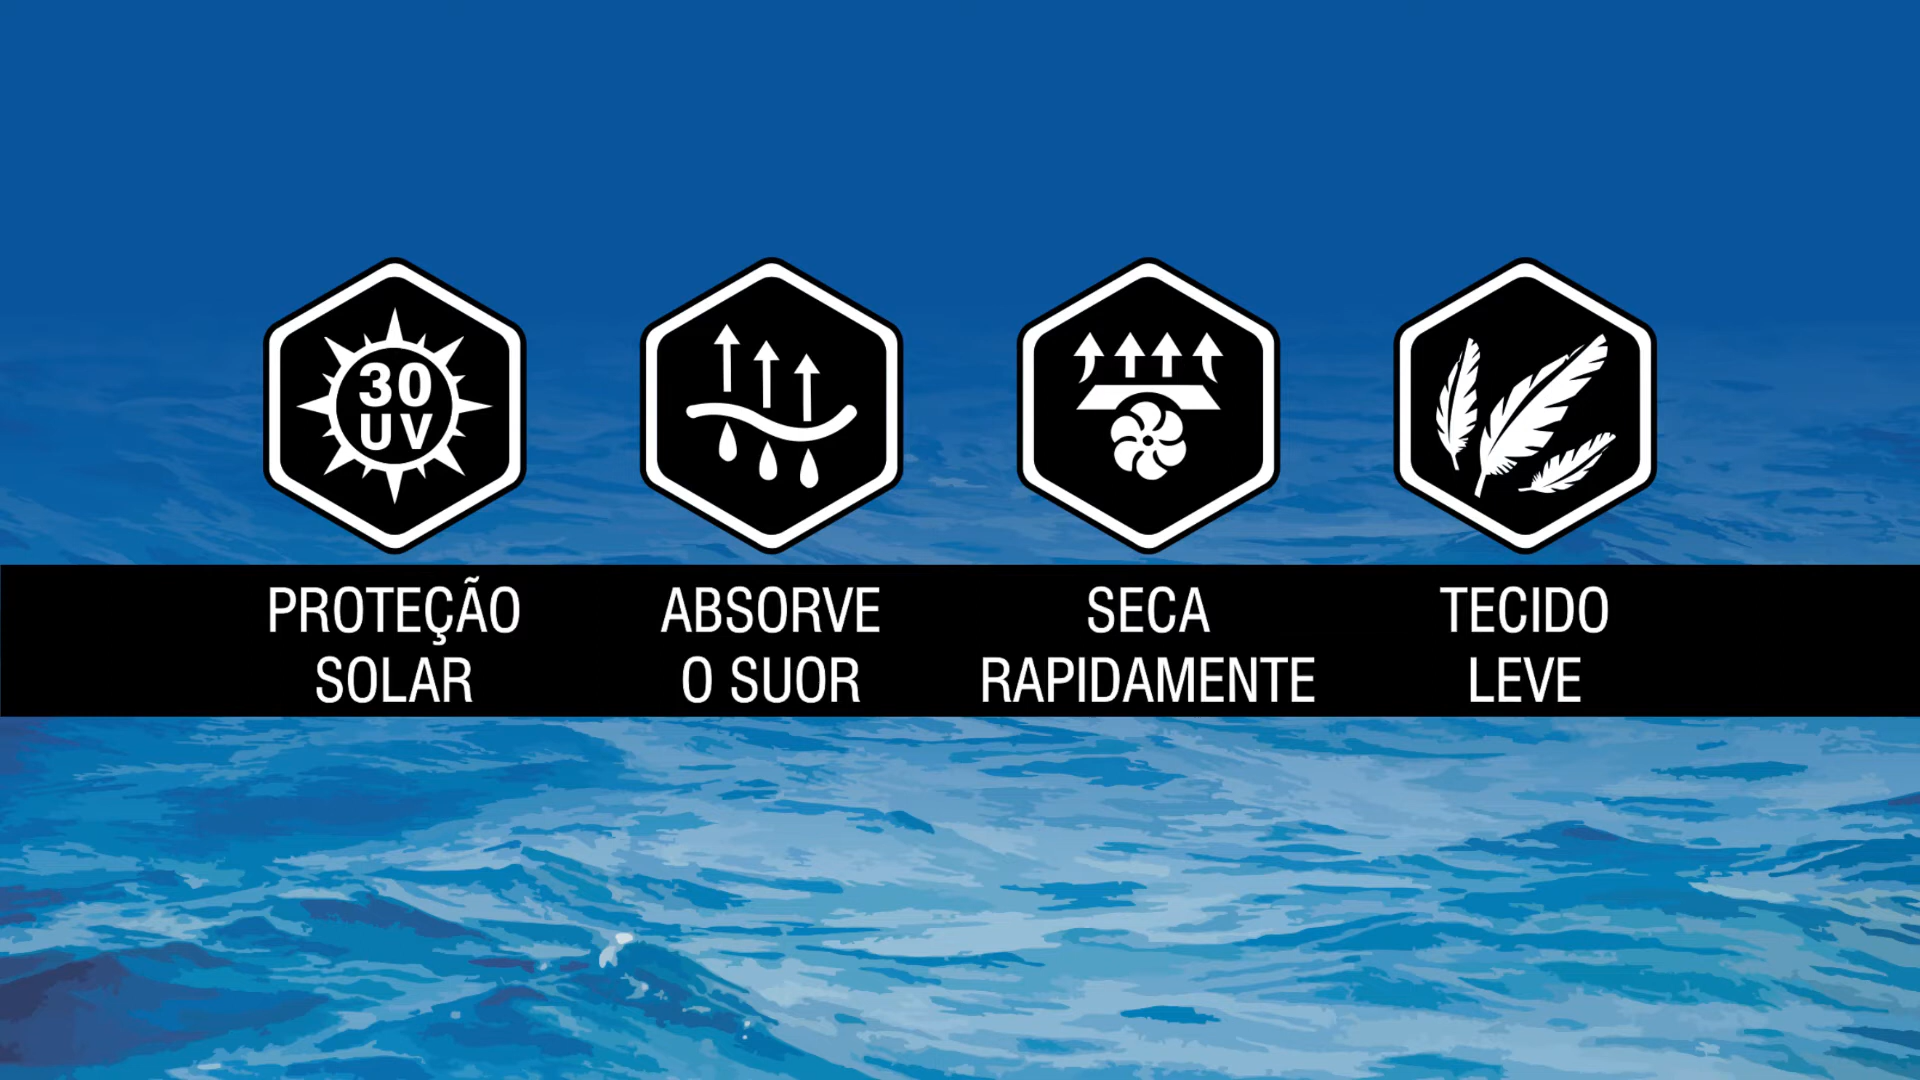 30
UV
PROTEÇÃO
SOLAR
ABSORVE
O SUOR
SECA
RAPIDAMENTE
TECIDO
LEVE